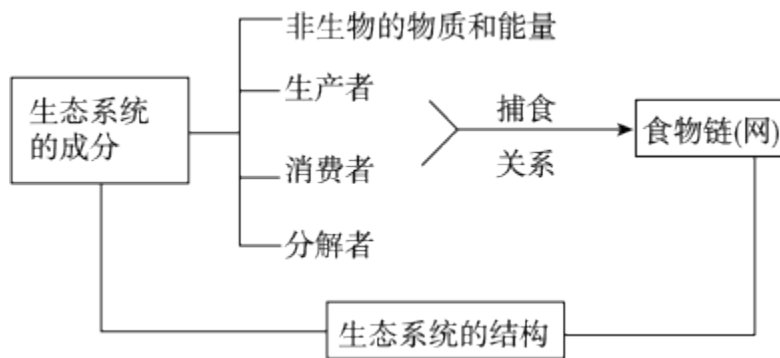 非生物的物质和能量
生产者
生态系统
的成分
捕食
关系
食物链(网)
消费者
分解者
生态系统的结构